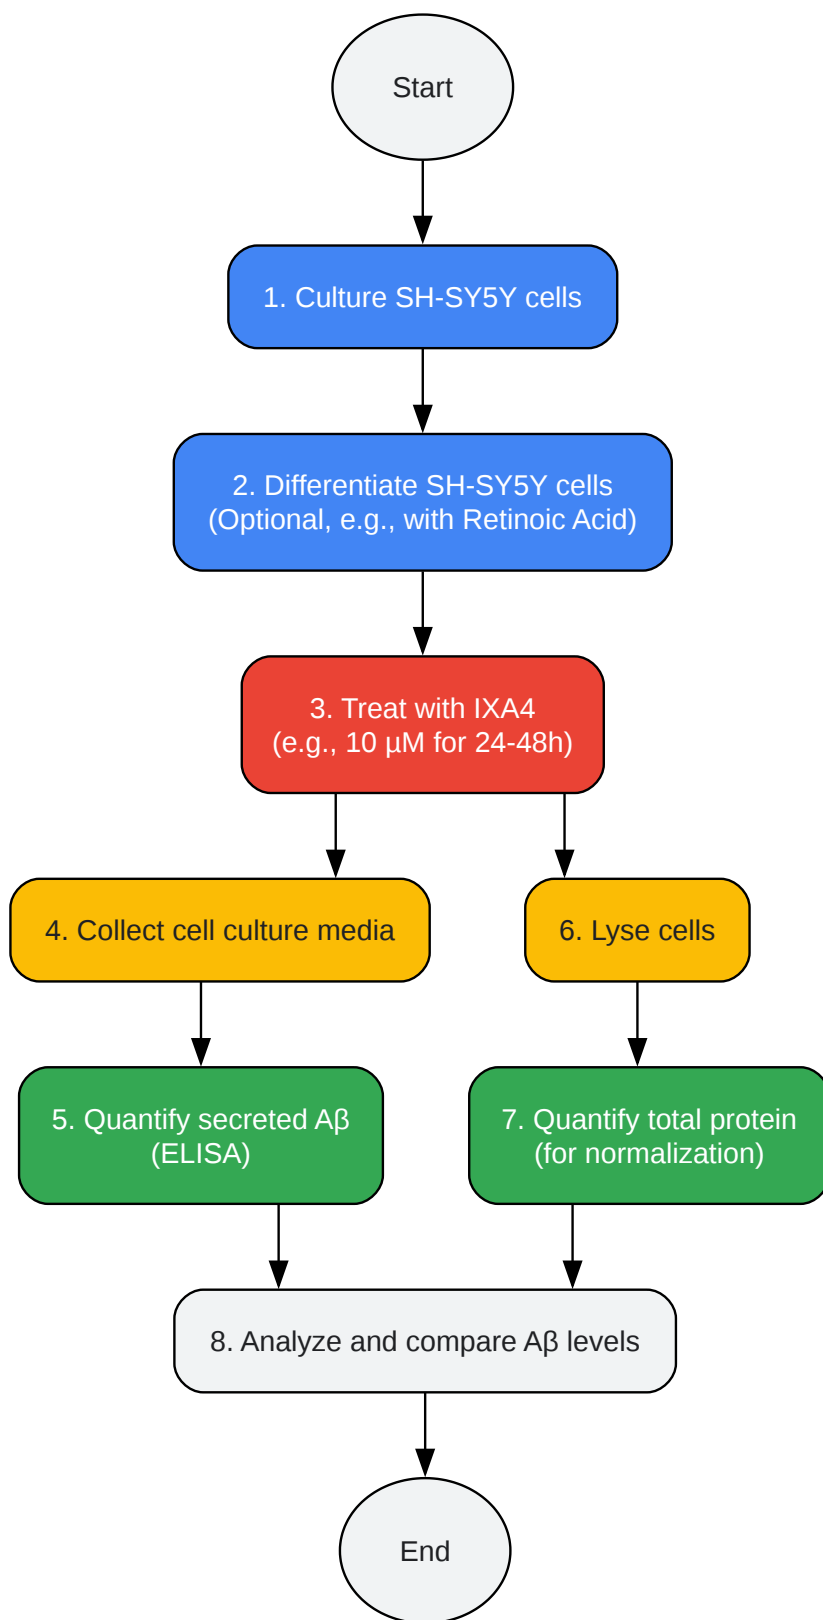 Start
1. Culture SH-SY5Y cells
2. Differentiate SH-SY5Y cells
(Optional, e.g., with Retinoic Acid)
3. Treat with IXA4
(e.g., 10 µM for 24-48h)
4. Collect cell culture media
6. Lyse cells
5. Quantify secreted Aβ
(ELISA)
7. Quantify total protein
(for normalization)
8. Analyze and compare Aβ levels
End